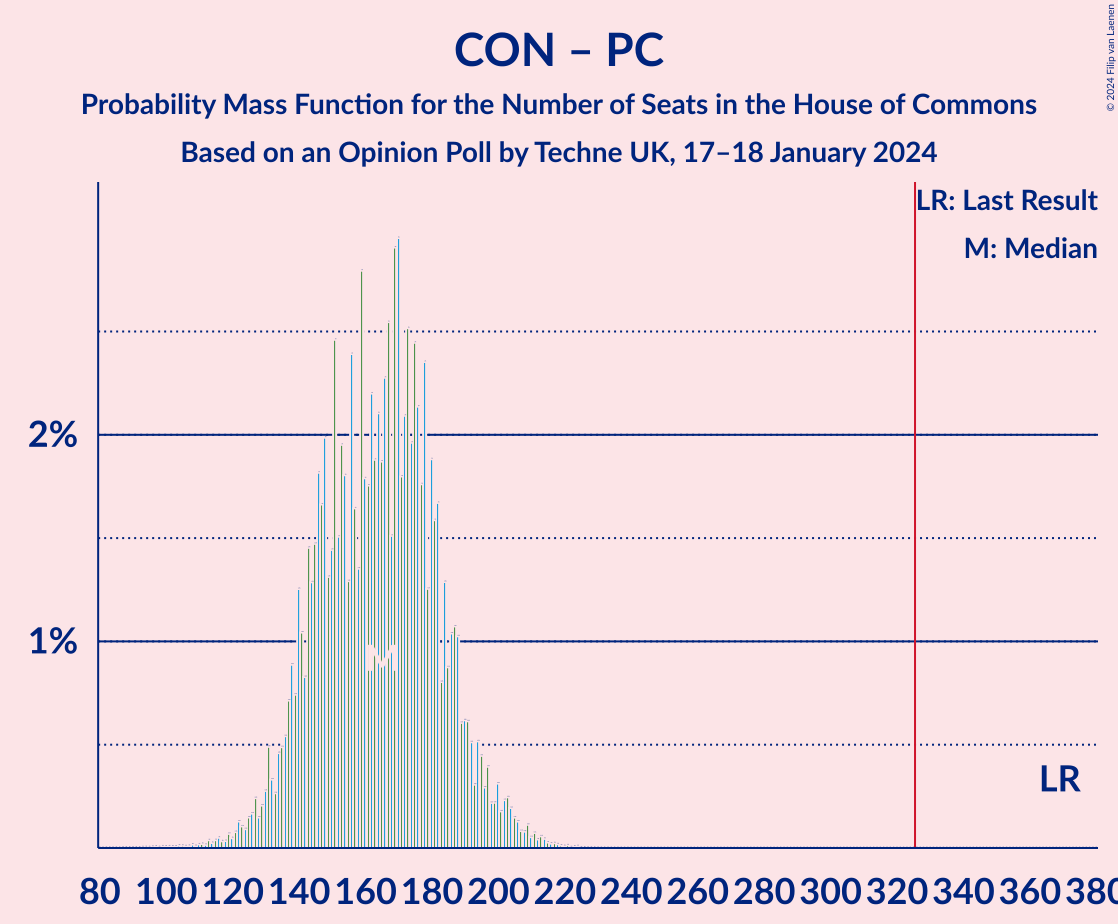 CON – PC
Probability Mass Function for the Number of Seats in the House of Commons
Based on an Opinion Poll by Techne UK, 17–18 January 2024
© 2024 Filip van Laenen
LR: Last Result
M: Median
2%
1%
M
LR
80 100 120 140 160 180 200 220 240 260 280 300 320 340 360 380